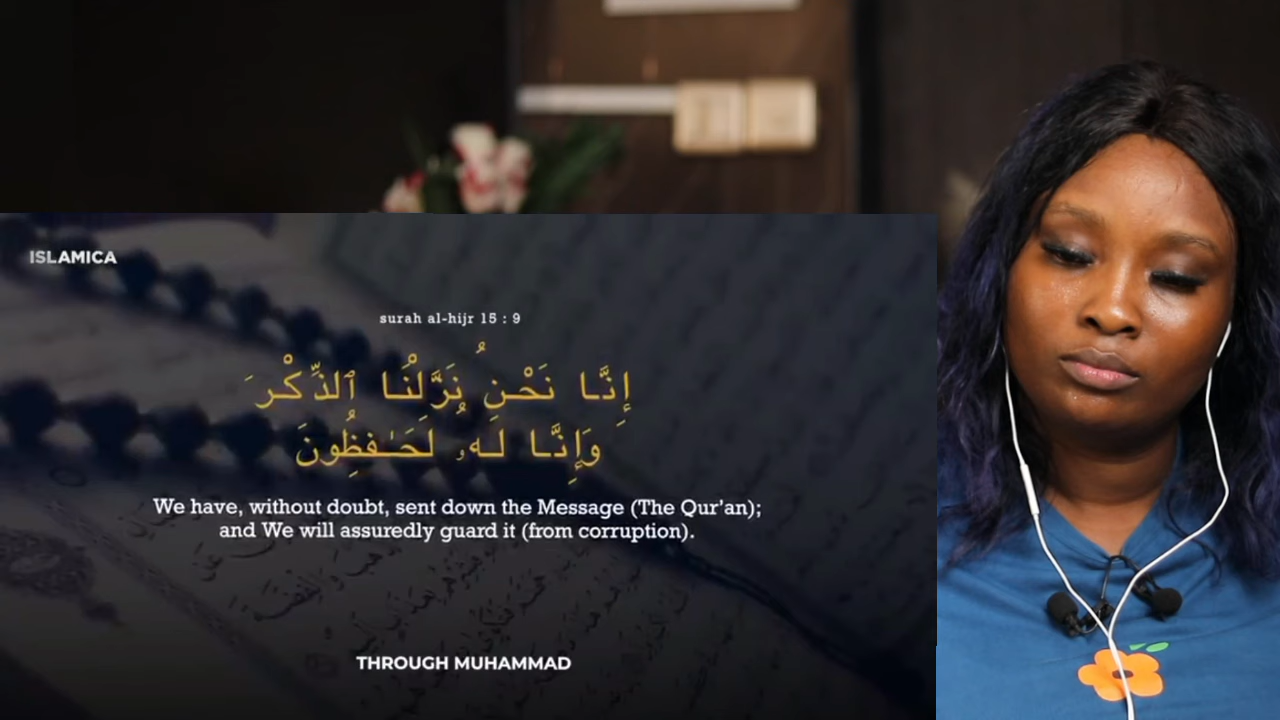 ISLAMICA
surah al-hijr 15 : 9
إِنَّا نَحْنُ نَزَّلْنَا ٱلذِّكْرَ
وَإِنَّا لَهُۥ لَحَـٰفِظُونَ
We have, without doubt, sent down the Message (The Qur’an);
and We will assuredly guard it (from corruption).
THROUGH MUHAMMAD